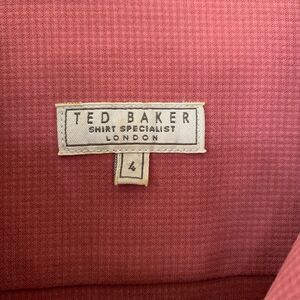 TED BAKER
SHIRT SPECIALIST
LONDON
4